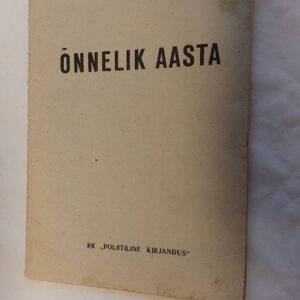 ÕNNELIK AASTA
RK „POLIITILINE KIRJANDUS“